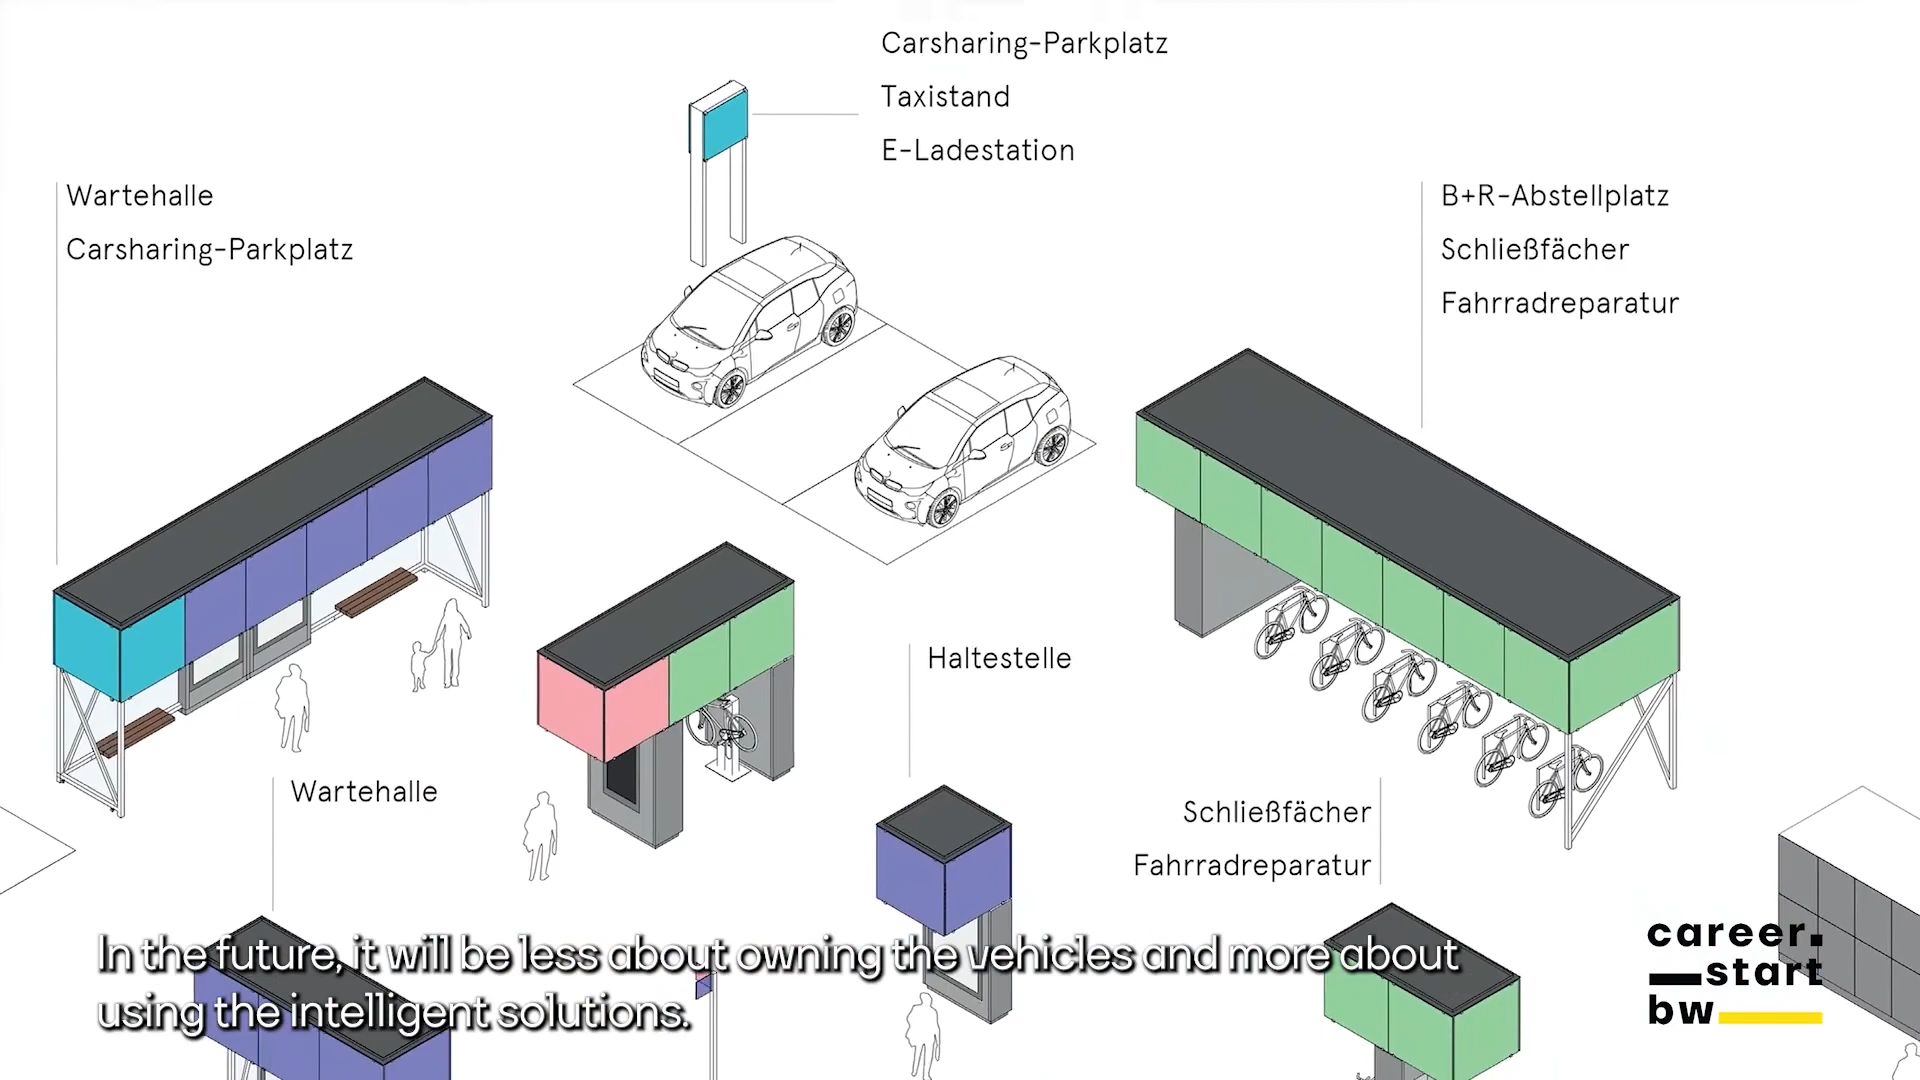 Carsharing-Parkplatz
Taxistand
E-Ladestation
Wartehalle
Carsharing-Parkplatz
B+R-Abstellplatz
Schließfächer
Fahrradreparatur
Haltestelle
Wartehalle
Schließfächer
Fahrradreparatur
In the future, it will be less about owning the vehicles and more about
using the intelligent solutions.
career.
start
bw